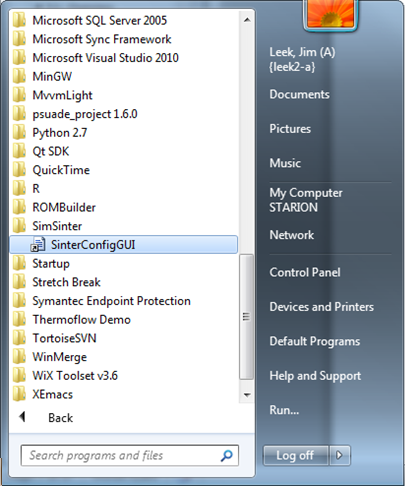 Microsoft SQL Server 2005
Microsoft Sync Framework
Microsoft Visual Studio 2010
MinGW
MvvmLight
psuade_project 1.6.0
Python 2.7
Qt SDK
QuickTime
R
ROMBuilder
SimSinter
SinterConfigGUI
Startup
Stretch Break
Symantec Endpoint Protection
Thermoflow Demo
TortoiseSVN
WinMerge
WiX Toolset v3.6
XEmacs
Back
Search programs and files
Leek, Jim (A)
{leek2-a}
Documents
Pictures
Music
My Computer
STARION
Network
Control Panel
Devices and Printers
Default Programs
Help and Support
Run...
Log off